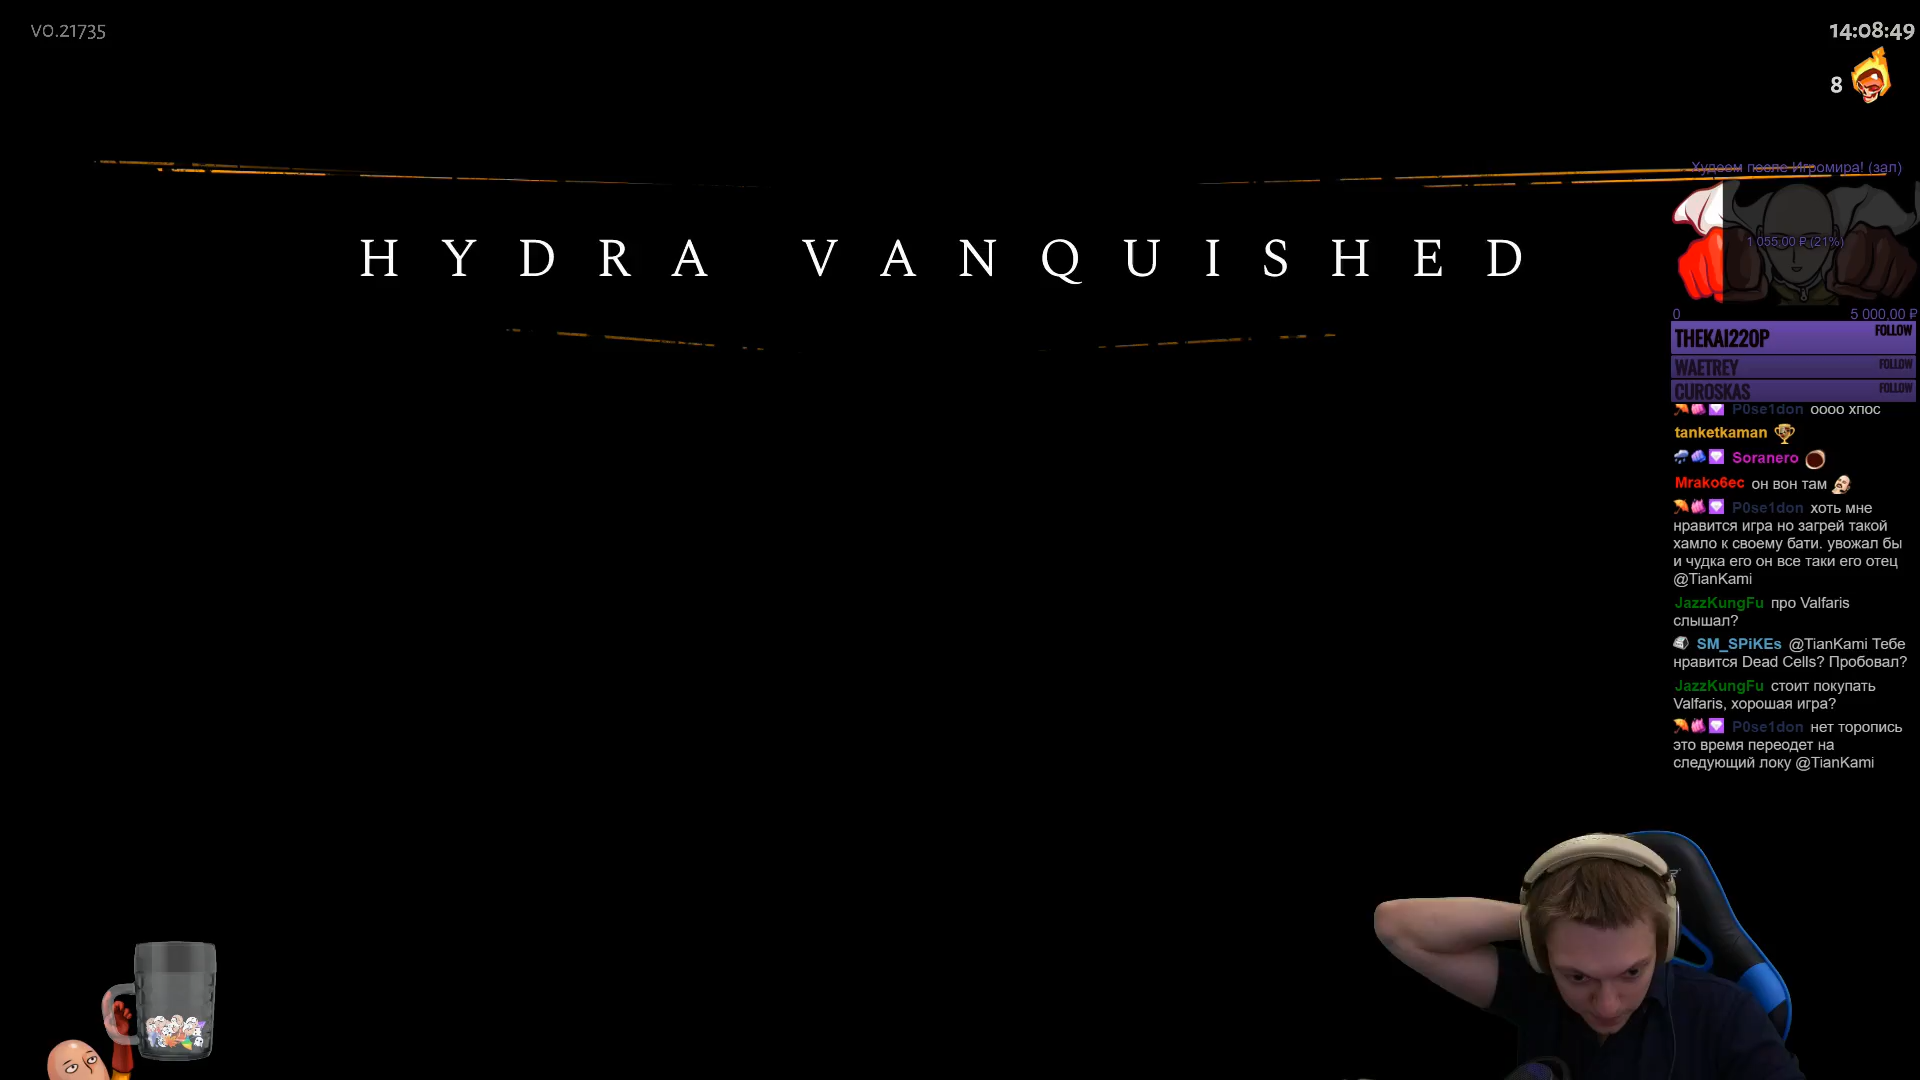 VO.21735
14:08:49
8
Худеем после Игромира! (зал)
HYDRA VANQUISHED
1 055,00 ₽ (21%)
0 5 000,00 ₽
THEKAI220P FOLLOW
WAETREY FOLLOW
CUROSKAS FOLLOW
P0se1don оооо хпос
tanketkaman
Soranero
Mrako6ec он вон там
P0se1don хоть мне
нравится игра но загрей такой
хамло к своему бати. увожал бы
и чудка его он все таки его отец
@TianKami
JazzKungFu про Valfaris
слышал?
SM_SPiKEs @TianKami Тебе
нравится Dead Cells? Пробовал?
JazzKungFu стоит покупать
Valfaris, хорошая игра?
P0se1don нет торопись
это время переодет на
следующий локу @TianKami